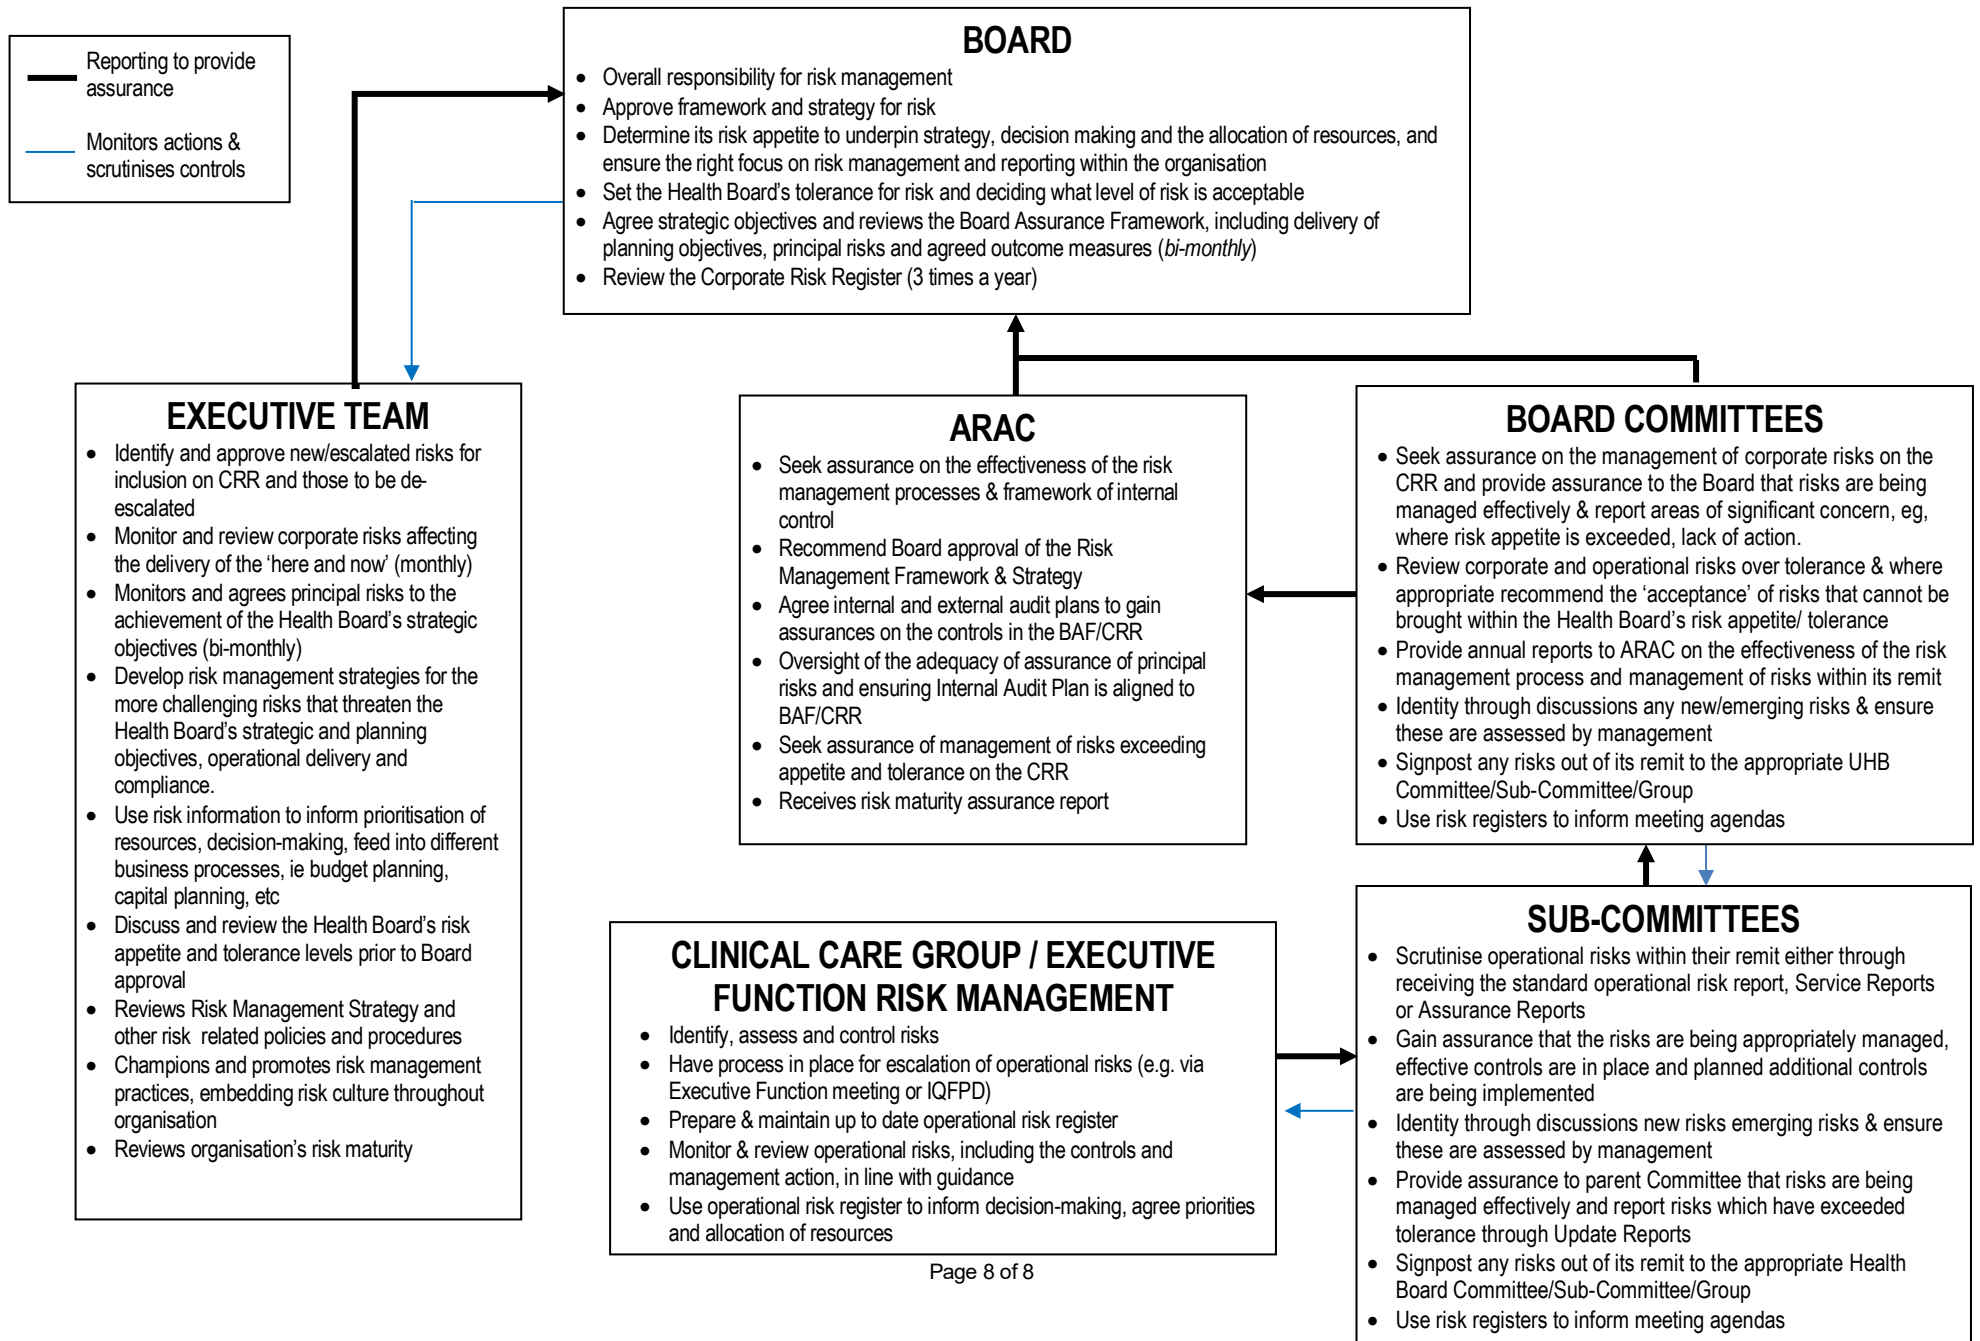 Reporting to provide
assurance
Monitors actions &
scrutinises controls
BOARD
• Overall responsibility for risk management
• Approve framework and strategy for risk
• Determine its risk appetite to underpin strategy, decision making and the allocation of resources, and
ensure the right focus on risk management and reporting within the organisation
• Set the Health Board's tolerance for risk and deciding what level of risk is acceptable
• Agree strategic objectives and reviews the Board Assurance Framework, including delivery of
planning objectives, principal risks and agreed outcome measures (bi-monthly)
• Review the Corporate Risk Register (3 times a year)
EXECUTIVE TEAM
• Identify and approve new/escalated risks for
inclusion on CRR and those to be de-
escalated
• Monitor and review corporate risks affecting
the delivery of the 'here and now' (monthly)
• Monitors and agrees principal risks to the
achievement of the Health Board's strategic
objectives (bi-monthly)
• Develop risk management strategies for the
more challenging risks that threaten the
Health Board's strategic and planning
objectives, operational delivery and
compliance.
• Use risk information to inform prioritisation of
resources, decision-making, feed into different
business processes, ie budget planning,
capital planning, etc
• Discuss and review the Health Board's risk
appetite and tolerance levels prior to Board
approval
• Reviews Risk Management Strategy and
other risk related policies and procedures
• Champions and promotes risk management
practices, embedding risk culture throughout
organisation
• Reviews organisation's risk maturity
ARAC
• Seek assurance on the effectiveness of the risk
management processes & framework of internal
control
• Recommend Board approval of the Risk
Management Framework & Strategy
• Agree internal and external audit plans to gain
assurances on the controls in the BAF/CRR
• Oversight of the adequacy of assurance of principal
risks and ensuring Internal Audit Plan is aligned to
BAF/CRR
• Seek assurance of management of risks exceeding
appetite and tolerance on the CRR
• Receives risk maturity assurance report
BOARD COMMITTEES
• Seek assurance on the management of corporate risks on the
CRR and provide assurance to the Board that risks are being
managed effectively & report areas of significant concern, eg,
where risk appetite is exceeded, lack of action.
• Review corporate and operational risks over tolerance & where
appropriate recommend the 'acceptance' of risks that cannot be
brought within the Health Board's risk appetite/ tolerance
• Provide annual reports to ARAC on the effectiveness of the risk
management process and management of risks within its remit
• Identity through discussions any new/emerging risks & ensure
these are assessed by management
• Signpost any risks out of its remit to the appropriate UHB
Committee/Sub-Committee/Group
• Use risk registers to inform meeting agendas
CLINICAL CARE GROUP / EXECUTIVE
FUNCTION RISK MANAGEMENT
• Identify, assess and control risks
• Have process in place for escalation of operational risks (e.g. via
Executive Function meeting or IQFPD)
• Prepare & maintain up to date operational risk register
• Monitor & review operational risks, including the controls and
management action, in line with guidance
• Use operational risk register to inform decision-making, agree priorities
and allocation of resources
SUB-COMMITTEES
• Scrutinise operational risks within their remit either through
receiving the standard operational risk report, Service Reports
or Assurance Reports
• Gain assurance that the risks are being appropriately managed,
effective controls are in place and planned additional controls
are being implemented
• Identity through discussions new risks emerging risks & ensure
these are assessed by management
• Provide assurance to parent Committee that risks are being
managed effectively and report risks which have exceeded
tolerance through Update Reports
• Signpost any risks out of its remit to the appropriate Health
Board Committee/Sub-Committee/Group
• Use risk registers to inform meeting agendas
Page 8 of 8